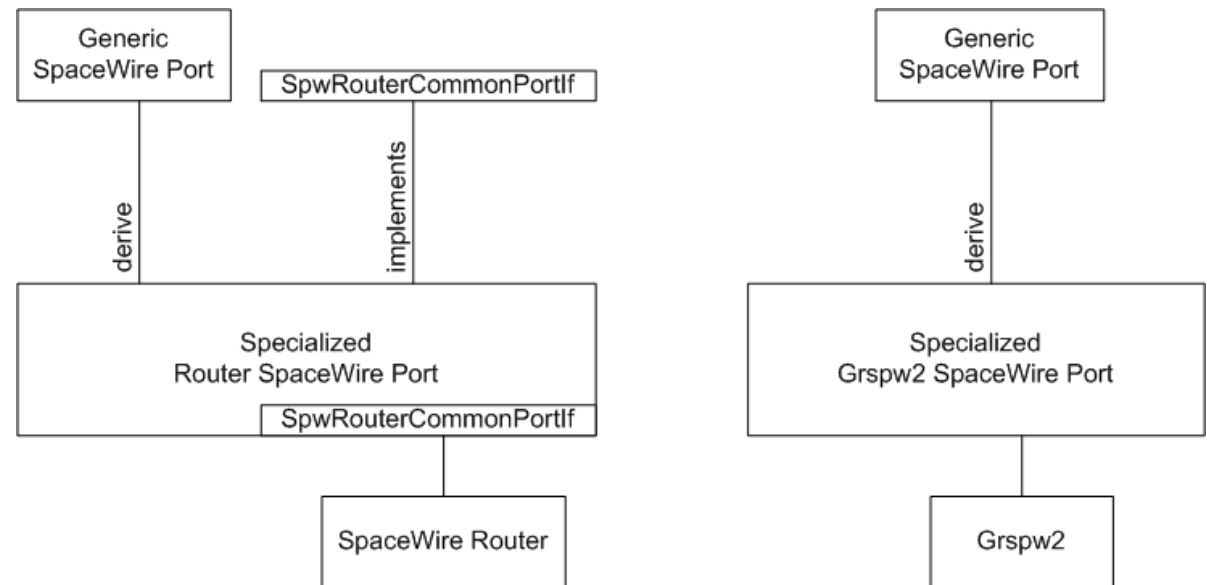 Generic
SpaceWire Port
SpwRouterCommonPortIf
derive
implements
Specialized
Router SpaceWire Port
SpwRouterCommonPortIf
SpaceWire Router
Generic
SpaceWire Port
derive
Specialized
Grspw2 SpaceWire Port
Grspw2